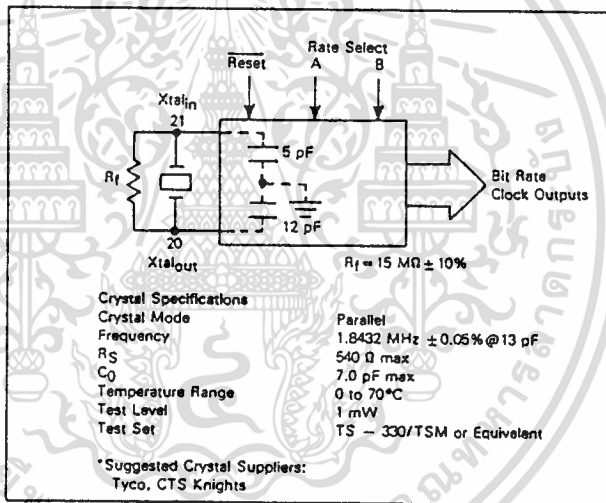 Rate Select
Reset A B
Xtalin
21
5 pF
Rf
Bit Rate
Clock Outputs
12 pF
20
Xtalout
Rf = 15 MΩ ± 10%
Crystal Specifications
Crystal Mode Parallel
Frequency 1.8432 MHz ± 0.05% @ 13 pF
RS 540 Ω max
C0 7.0 pF max
Temperature Range 0 to 70°C
Test Level 1 mW
Test Set TS – 330/TSM or Equivalent
*Suggested Crystal Suppliers:
Tyco, CTS Knights